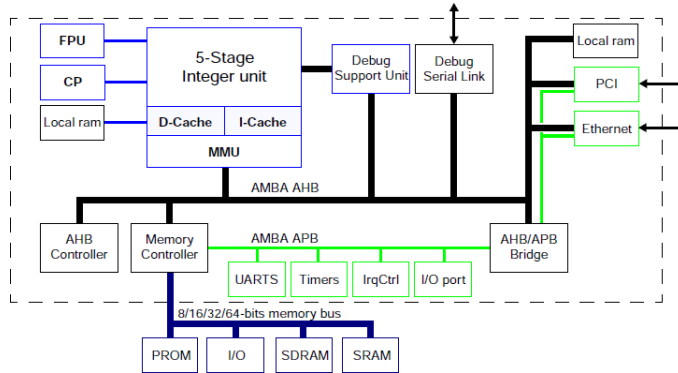 FPU
5-Stage
Integer unit
Debug
Support Unit
Debug
Serial Link
Local ram
CP
PCI
Local ram
D-Cache
I-Cache
Ethernet
MMU
AMBA AHB
AHB
Controller
Memory
Controller
AMBA APB
AHB/APB
Bridge
UARTS
Timers
IrqCtrl
I/O port
8/16/32/64-bits memory bus
PROM
I/O
SDRAM
SRAM